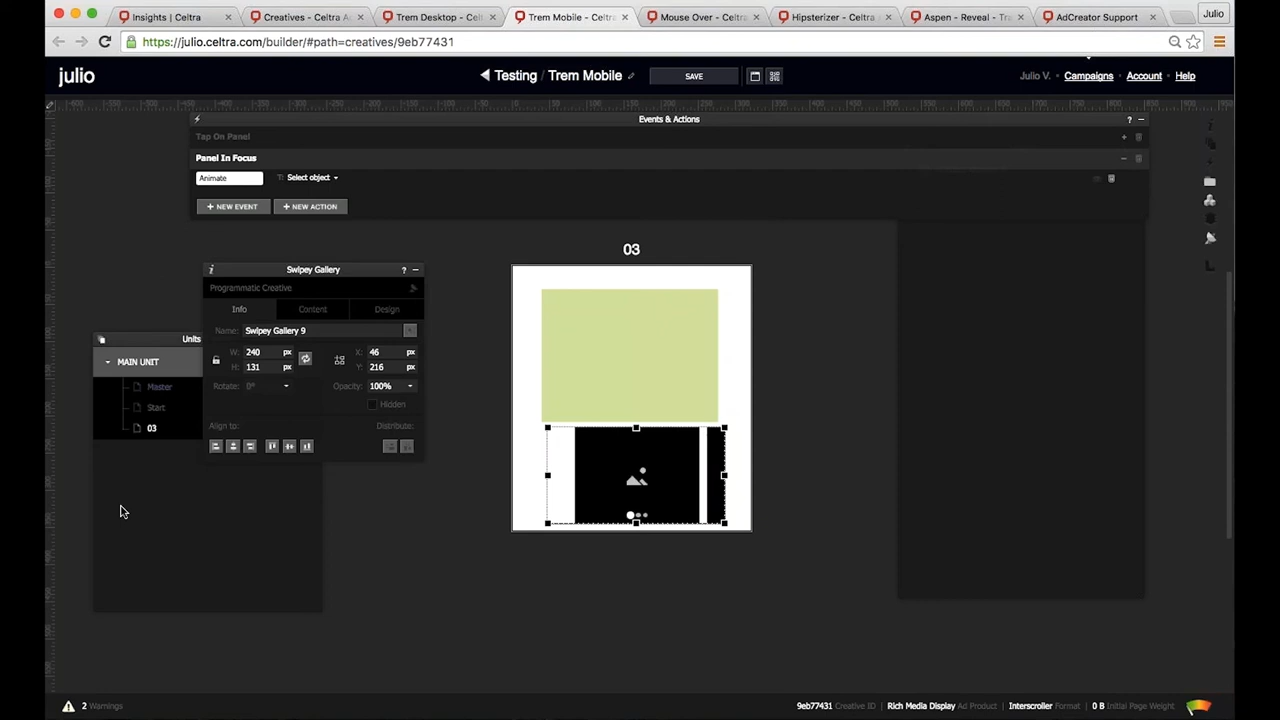 Insights | Celtra
Creatives - Celtra A
Trem Desktop - Celt
Trem Mobile - Celtr
Mouse Over - Celtra
Hipsterizer - Celtra
Aspen - Reveal - Tra
AdCreator Support
Julio
https://julio.celtra.com/builder/#path=creatives/9eb77431
julio
Testing / Trem Mobile
SAVE
Julio V.
Campaigns
Account
Help
Events & Actions
?
Tap On Panel
Panel In Focus
Animate
Select object
+ NEW EVENT
+ NEW ACTION
03
Swipey Gallery
?
Programmatic Creative
Info
Content
Design
Name: Swipey Gallery 9
W: 240 px
X: 46 px
H: 131 px
Y: 216 px
Rotate: 0°
Opacity: 100%
Hidden
Align to:
Distribute:
Units
MAIN UNIT
Master
Start
03
2 Warnings
9eb77431 Creative ID
Rich Media Display Ad Product
Interscroller Format
0 B Initial Page Weight